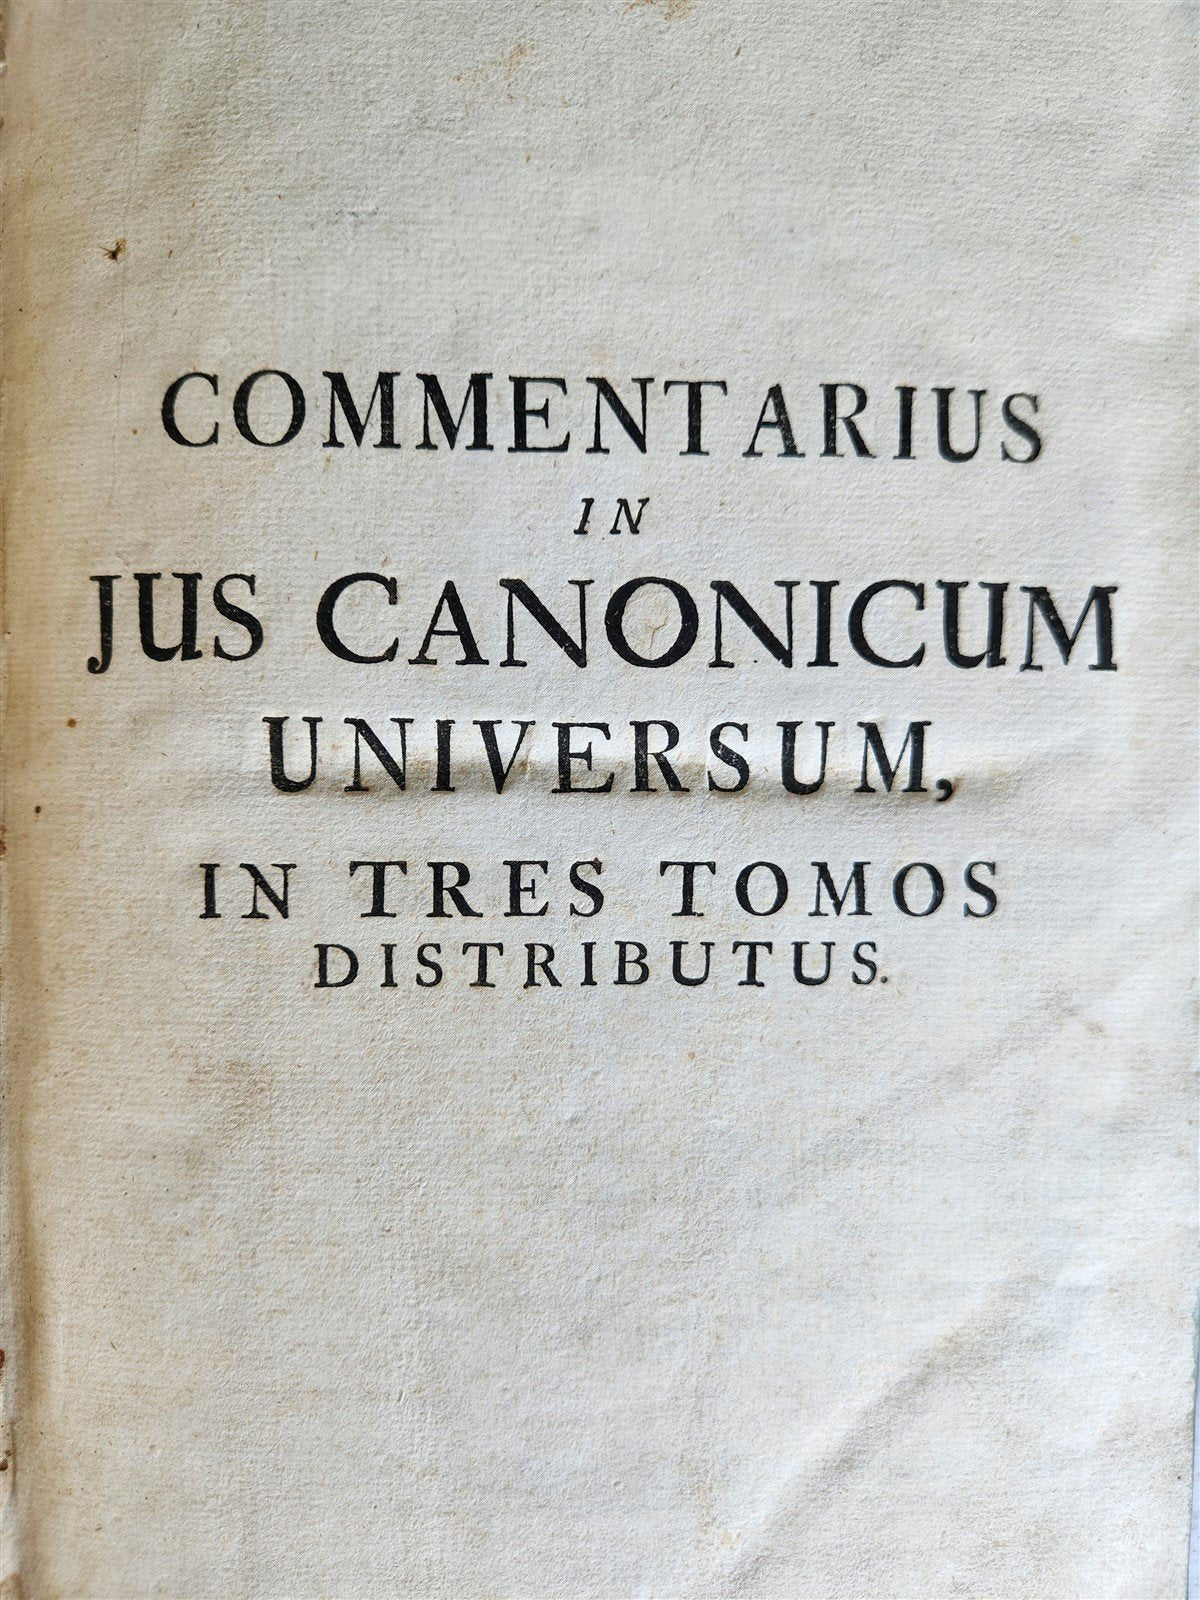 COMMENTARIUS
IN
JUS CANONICUM
UNIVERSUM,
IN TRES TOMOS
DISTRIBUTUS.